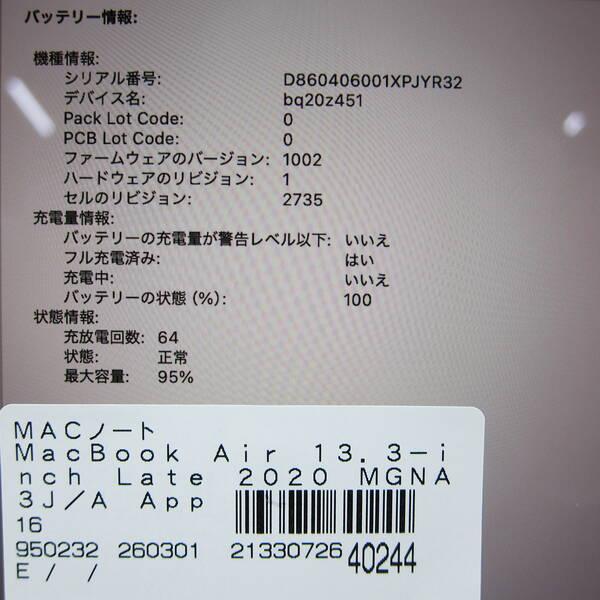 バッテリー情報:
機種情報:
シリアル番号: D860406001XPJYR32
デバイス名: bq20z451
Pack Lot Code: 0
PCB Lot Code: 0
ファームウェアのバージョン: 1002
ハードウェアのリビジョン: 1
セルのリビジョン: 2735
充電量情報:
バッテリーの充電量が警告レベル以下: いいえ
フル充電済み: はい
充電中: いいえ
バッテリーの状態（%）: 100
状態情報:
充放電回数: 64
状態: 正常
最大容量: 95%
MACノート
MacBook Air 13.3-i
nch Late 2020 MGNA
3J/A App
16
950232 260301 21330726 40244
E / /